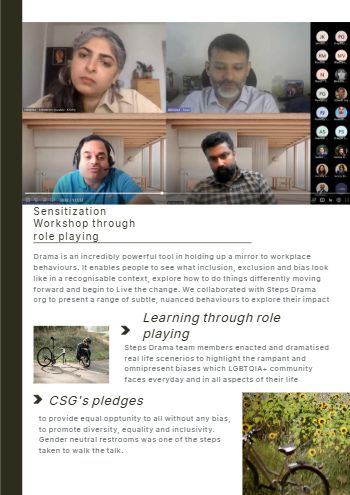 Sensitization
Workshop through
role playing
Drama is an incredibly powerful tool in holding up a mirror to workplace
behaviours. It enables people to see what inclusion, exclusion and bias look
like in a recognisable context, explore how to do things differently moving
forward and begin to Live the change. We collaborated with Steps Drama
org to present a range of subtle, nuanced behaviours to explore their impact
Learning through role
playing
Steps Drama team members enacted and dramatised
real life scenerios to highlight the rampant and
omnipresent biases which LGBTQIA+ community
faces everyday and in all aspects of their life
CSG's pledges
to provide equal opptunity to all without any bias,
to promote diversity, equality and inclusivity.
Gender neutral restrooms was one of the steps
taken to walk the talk.